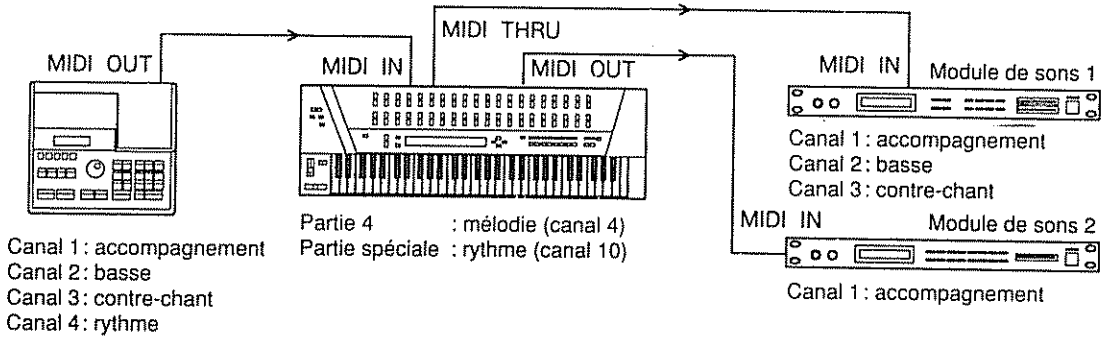 MIDI THRU
MIDI OUT
MIDI IN
MIDI OUT
MIDI IN
Module de sons 1
Canal 1 : accompagnement
Canal 2 : basse
Canal 3 : contre-chant
Partie 4 : mélodie (canal 4)
Partie spéciale : rythme (canal 10)
MIDI IN
Module de sons 2
Canal 1 : accompagnement
Canal 1 : accompagnement
Canal 2 : basse
Canal 3 : contre-chant
Canal 4 : rythme